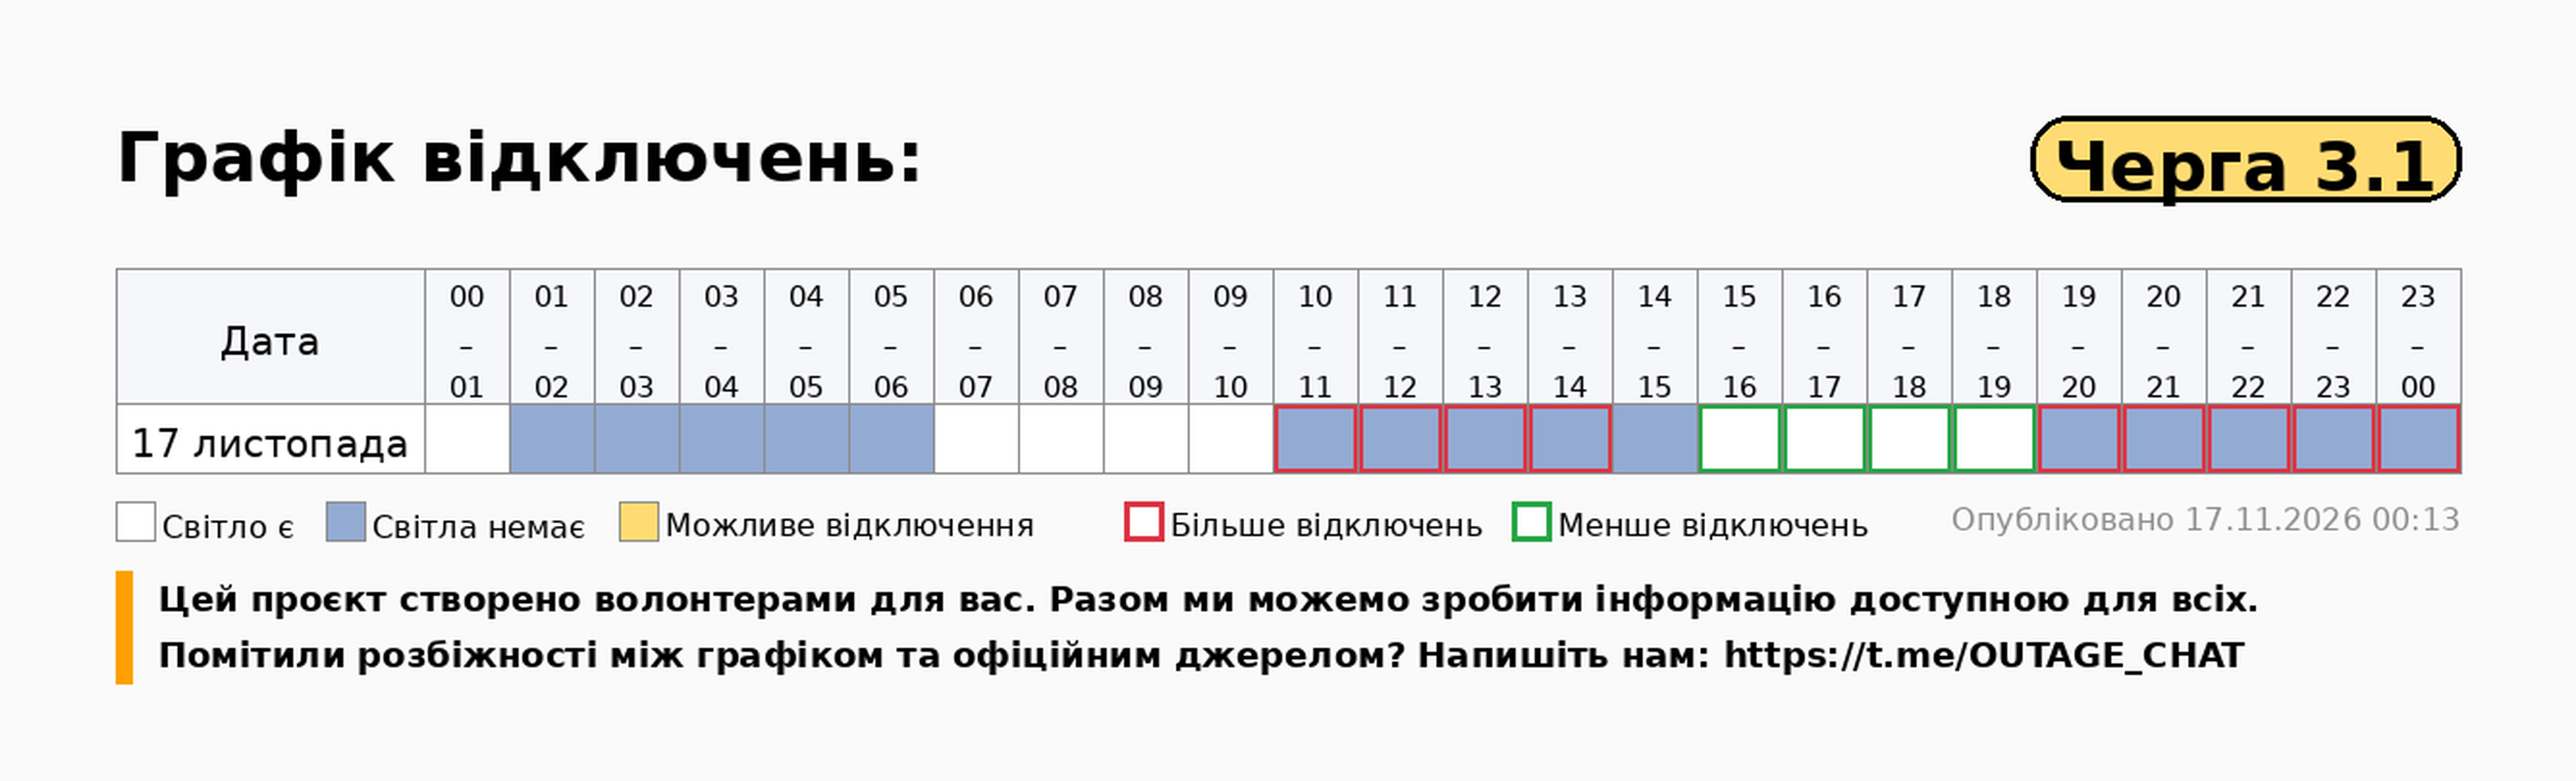 Графік відключень:
Черга 3.1
Дата 00 – 01 01 – 02 02 – 03 03 – 04 04 – 05 05 – 06 06 – 07 07 – 08 08 – 09 09 – 10 10 – 11 11 – 12 12 – 13 13 – 14 14 – 15 15 – 16 16 – 17 17 – 18 18 – 19 19 – 20 20 – 21 21 – 22 22 – 23 23 – 00
17 листопада
Світло є Світла немає Можливе відключення Більше відключень Менше відключень Опубліковано 17.11.2026 00:13
Цей проєкт створено волонтерами для вас. Разом ми можемо зробити інформацію доступною для всіх.
Помітили розбіжності між графіком та офіційним джерелом? Напишіть нам: https://t.me/OUTAGE_CHAT